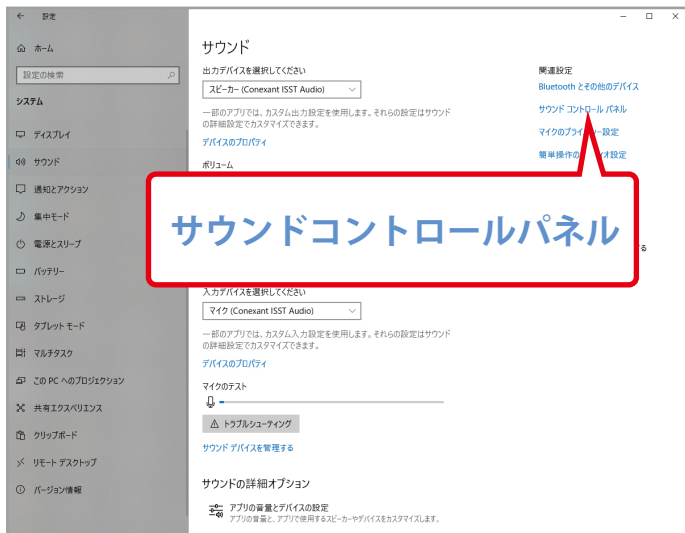 設定
ホーム
設定の検索
システム
ディスプレイ
サウンド
通知とアクション
集中モード
電源とスリープ
バッテリー
ストレージ
タブレット モード
マルチタスク
この PC へのプロジェクション
共有エクスペリエンス
クリップボード
リモート デスクトップ
バージョン情報
サウンド
出力デバイスを選択してください
スピーカー (Conexant ISST Audio)
一部のアプリでは、カスタム出力設定を使用します。それらの設定はサウンド
の詳細設定でカスタマイズできます。
デバイスのプロパティ
ボリューム
サウンドコントロールパネル
入力デバイスを選択してください
マイク (Conexant ISST Audio)
一部のアプリでは、カスタム入力設定を使用します。それらの設定はサウンド
の詳細設定でカスタマイズできます。
デバイスのプロパティ
マイクのテスト
トラブルシューティング
サウンド デバイスを管理する
サウンドの詳細オプション
アプリの音量とデバイスの設定
アプリの音量と、アプリで使用するスピーカーやデバイスをカスタマイズします。
関連設定
Bluetooth とその他のデバイス
サウンド コントロール パネル
マイクのプライ 設定
簡単操作の オ設定
る